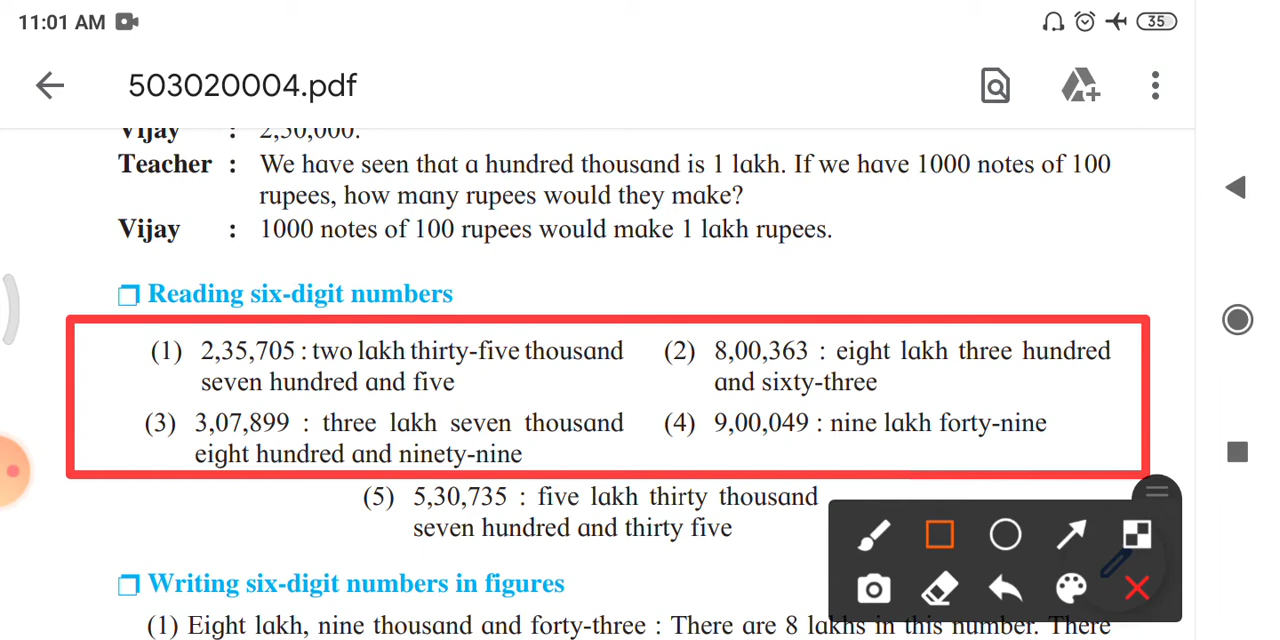 11:01 AM
35
503020004.pdf
Vijay : 2,50,000.
Teacher : We have seen that a hundred thousand is 1 lakh. If we have 1000 notes of 100
rupees, how many rupees would they make?
Vijay : 1000 notes of 100 rupees would make 1 lakh rupees.
Reading six-digit numbers
(1) 2,35,705 : two lakh thirty-five thousand
seven hundred and five
(2) 8,00,363 : eight lakh three hundred
and sixty-three
(3) 3,07,899 : three lakh seven thousand
eight hundred and ninety-nine
(4) 9,00,049 : nine lakh forty-nine
(5) 5,30,735 : five lakh thirty thousand
seven hundred and thirty five
Writing six-digit numbers in figures
(1) Eight lakh, nine thousand and forty-three : There are 8 lakhs in this number. There